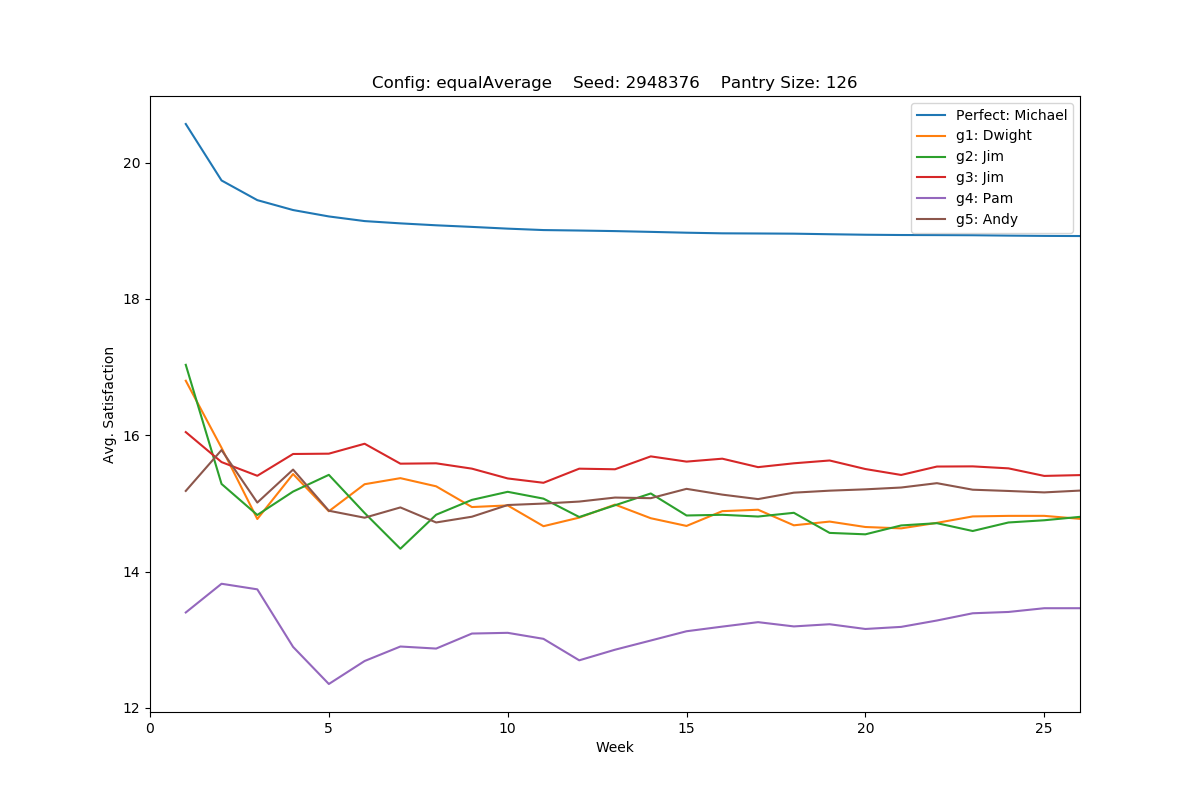 Config: equalAverage    Seed: 2948376    Pantry Size: 126
Perfect: Michael
g1: Dwight
g2: Jim
g3: Jim
g4: Pam
g5: Andy
Avg. Satisfaction
20
18
16
14
12
0 5 10 15 20 25
Week